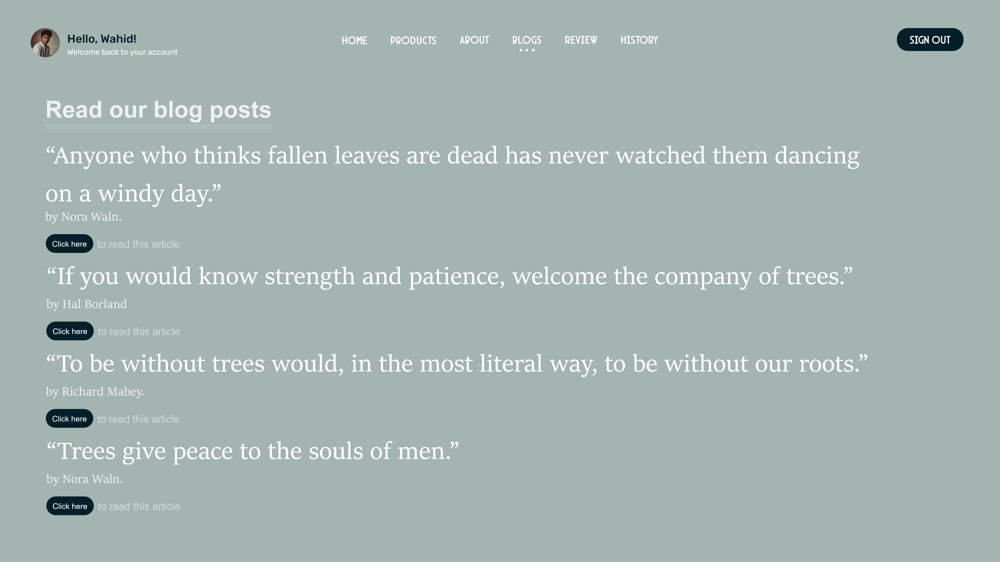 Hello, Wahid!
Welcome back to your account
HOME PRODUCTS ABOUT BLOGS REVIEW HISTORY
SIGN OUT
Read our blog posts
“Anyone who thinks fallen leaves are dead has never watched them dancing
on a windy day.”
by Nora Waln.
Click here to read this article
“If you would know strength and patience, welcome the company of trees.”
by Hal Borland
Click here to read this article
“To be without trees would, in the most literal way, to be without our roots.”
by Richard Mabey.
Click here to read this article
“Trees give peace to the souls of men.”
by Nora Waln.
Click here to read this article